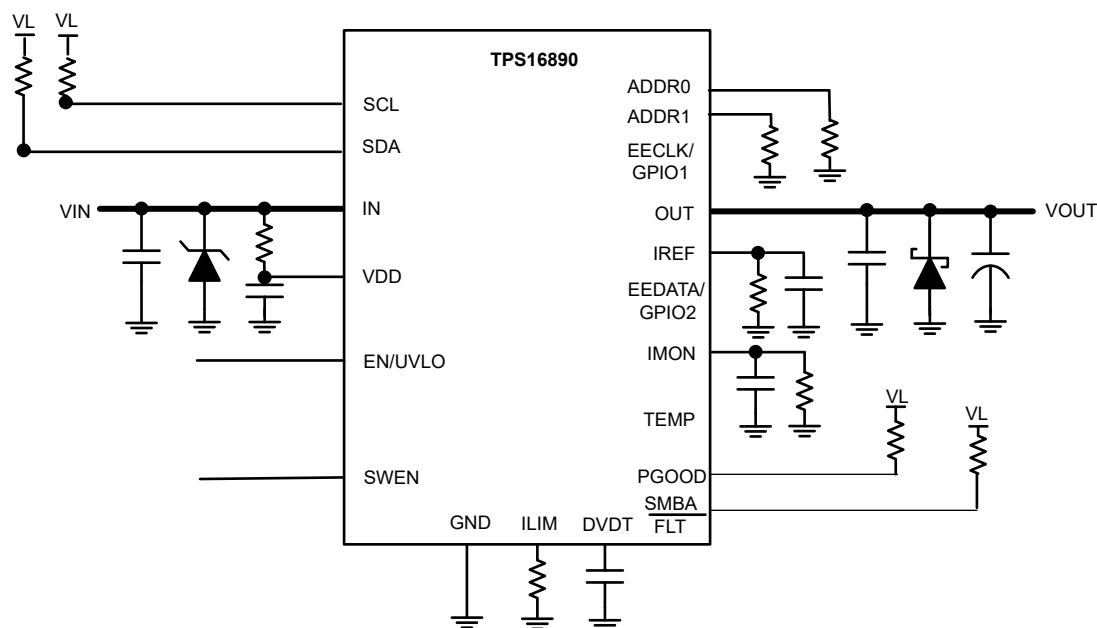 VL
VL
TPS16890
SCL
SDA
VIN
IN
VDD
EN/UVLO
SWEN
GND
ILIM
DVDT
ADDR0
ADDR1
EECLK/
GPIO1
OUT
VOUT
IREF
EEDATA/
GPIO2
IMON
TEMP
VL
VL
PGOOD
SMBA
FLT